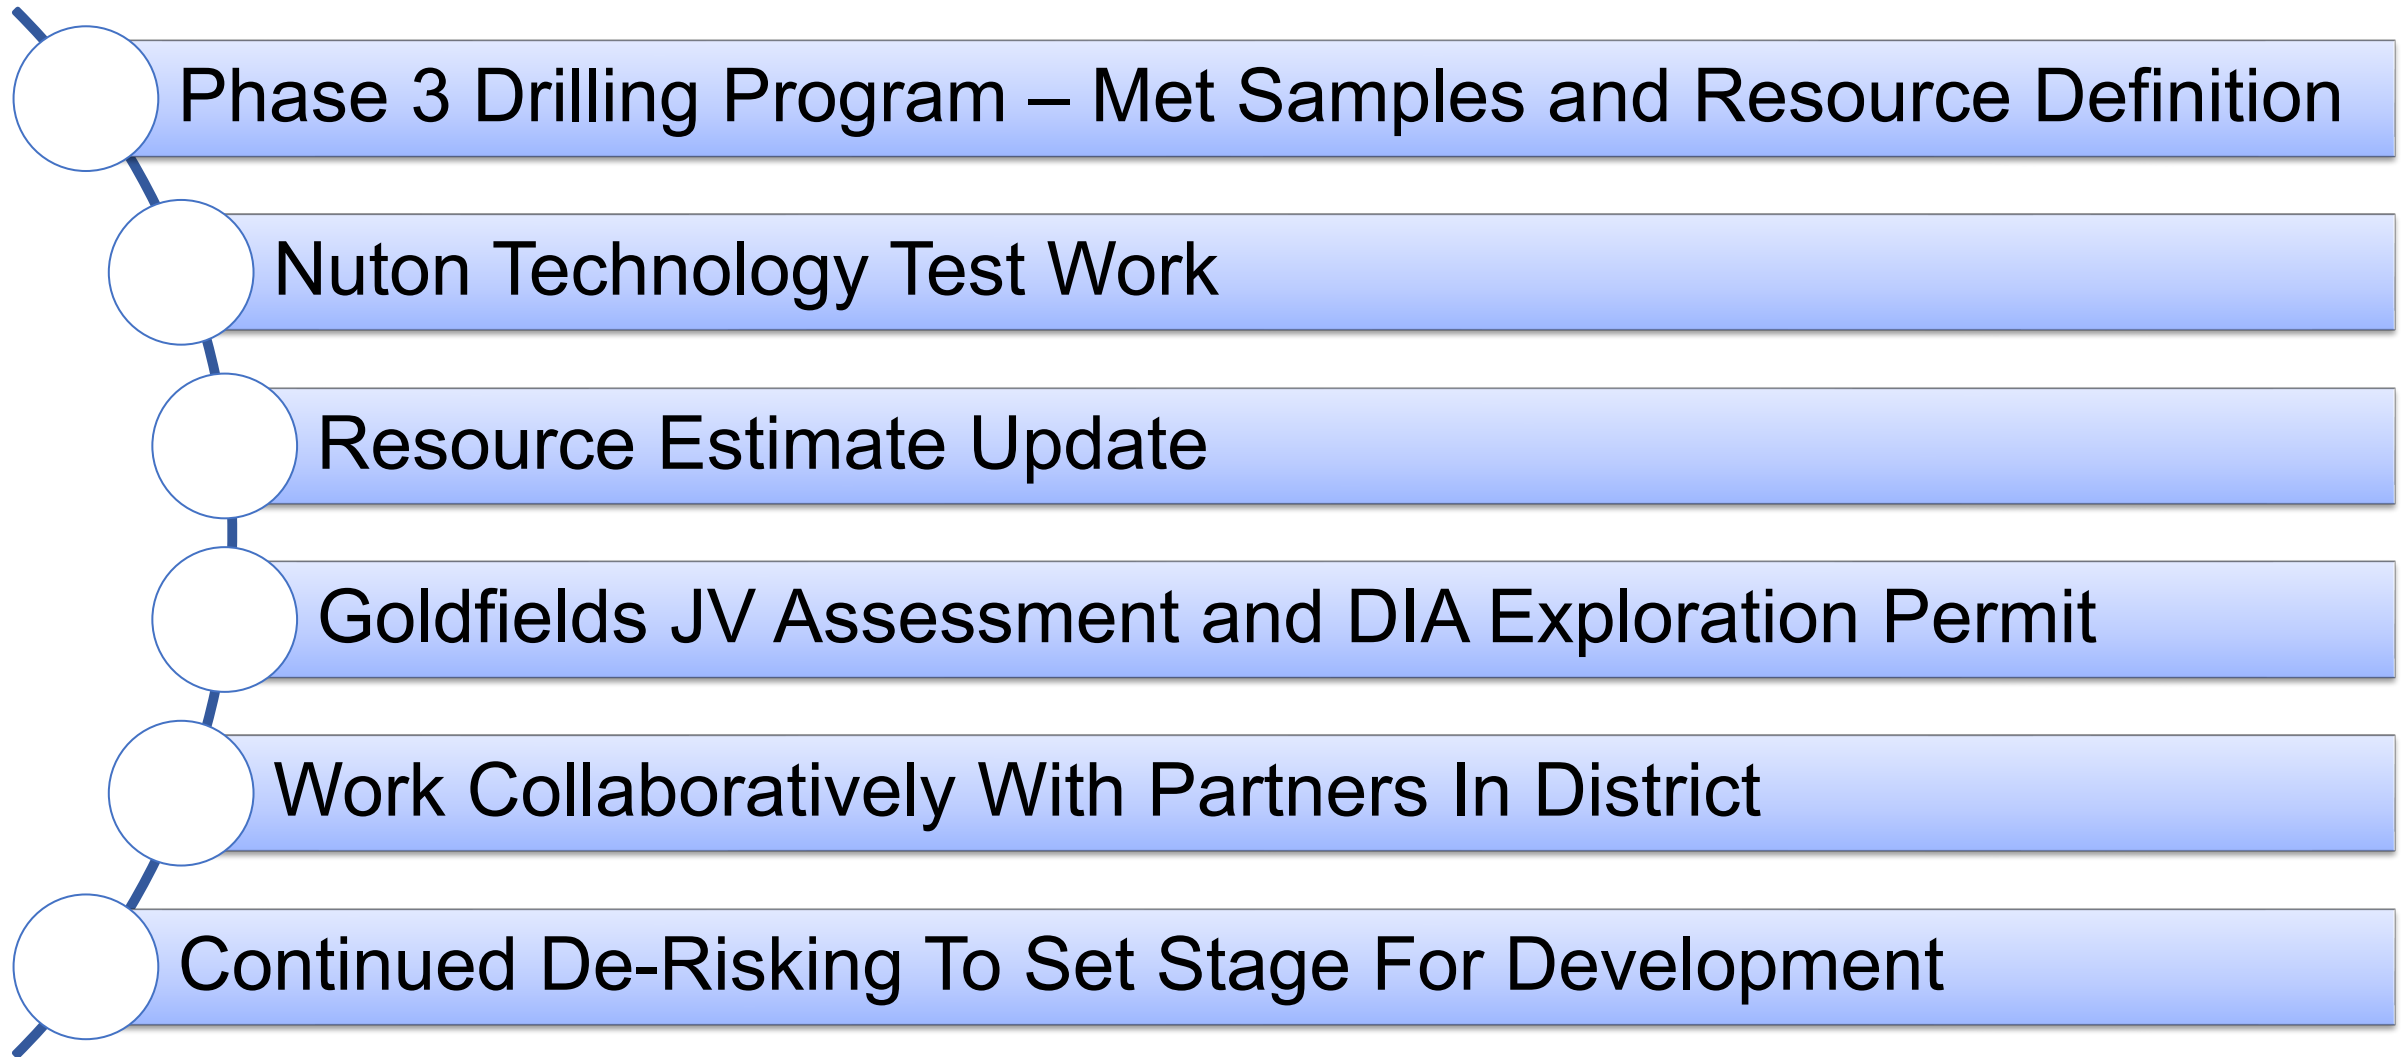 Phase 3 Drilling Program – Met Samples and Resource Definition
Nuton Technology Test Work
Resource Estimate Update
Goldfields JV Assessment and DIA Exploration Permit
Work Collaboratively With Partners In District
Continued De-Risking To Set Stage For Development